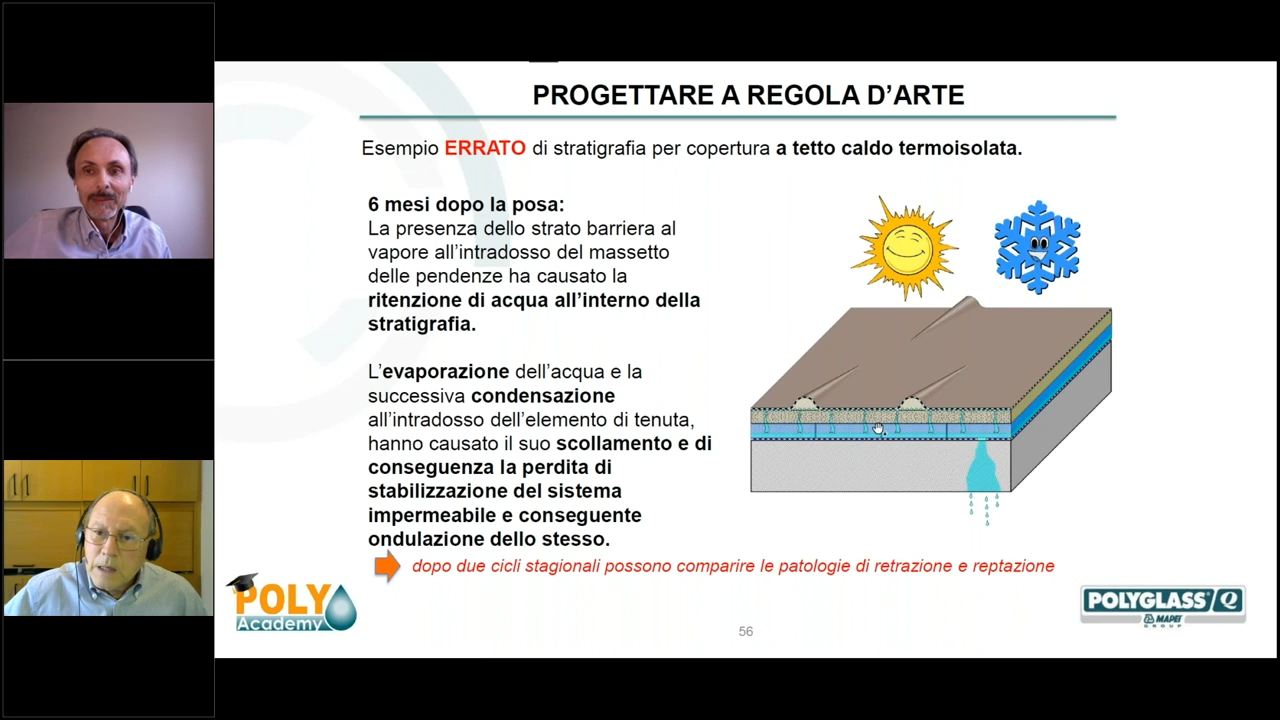 PROGETTARE A REGOLA D'ARTE
Esempio ERRATO di stratigrafia per copertura a tetto caldo termoisolata.
6 mesi dopo la posa:
La presenza dello strato barriera al
vapore all'intradosso del massetto
delle pendenze ha causato la
ritenzione di acqua all'interno della
stratigrafia.
L'evaporazione dell'acqua e la
successiva condensazione
all'intradosso dell'elemento di tenuta,
hanno causato il suo scollamento e di
conseguenza la perdita di
stabilizzazione del sistema
impermeabile e conseguente
ondulazione dello stesso.
dopo due cicli stagionali possono comparire le patologie di retrazione e reptazione
POLY
Academy
POLYGLASS
MAPEI
GROUP
56